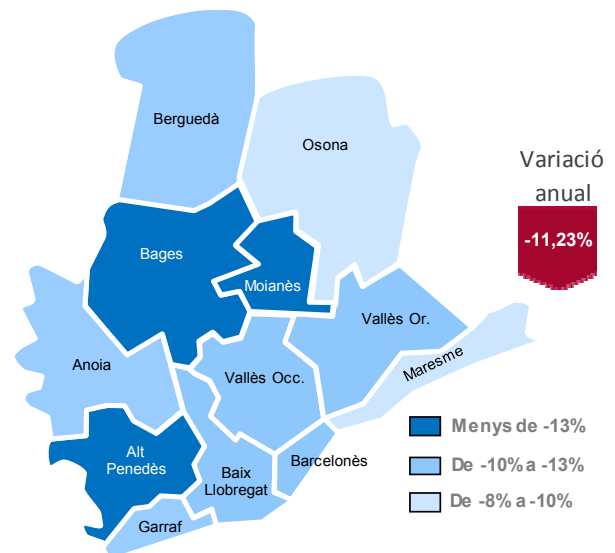 Berguedà
Osona
Variació
anual
-11,23%
Bages
Moianès
Vallès Or.
Anoia
Vallès Occ.
Maresme
Menys de -13%
Alt
Penedès
Baix
Llobregat
Barcelonès
De -10% a -13%
De -8% a -10%
Garraf